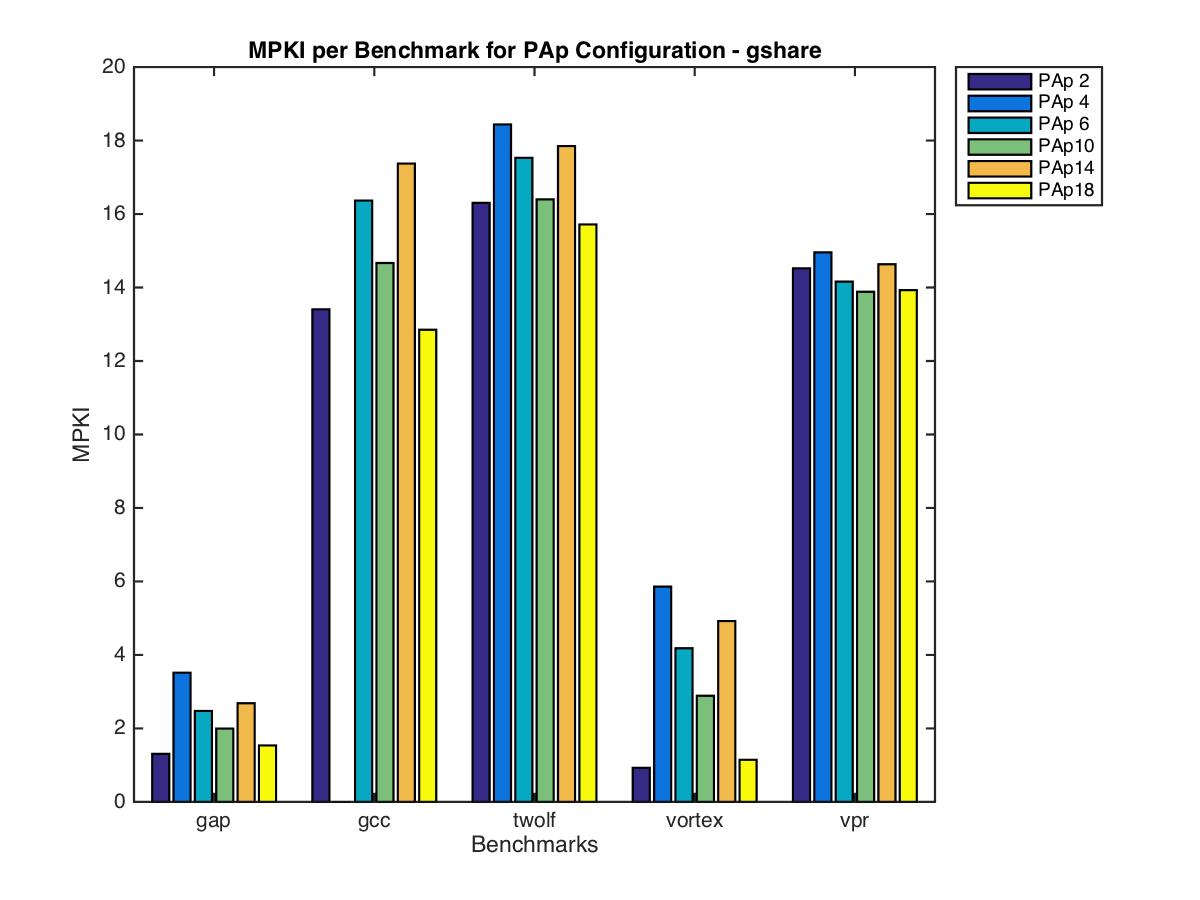 MPKI per Benchmark for PAp Configuration - gshare
20
18
16
14
12
10
8
6
4
2
0
MPKI
gap gcc twolf vortex vpr
Benchmarks
PAp 2
PAp 4
PAp 6
PAp10
PAp14
PAp18